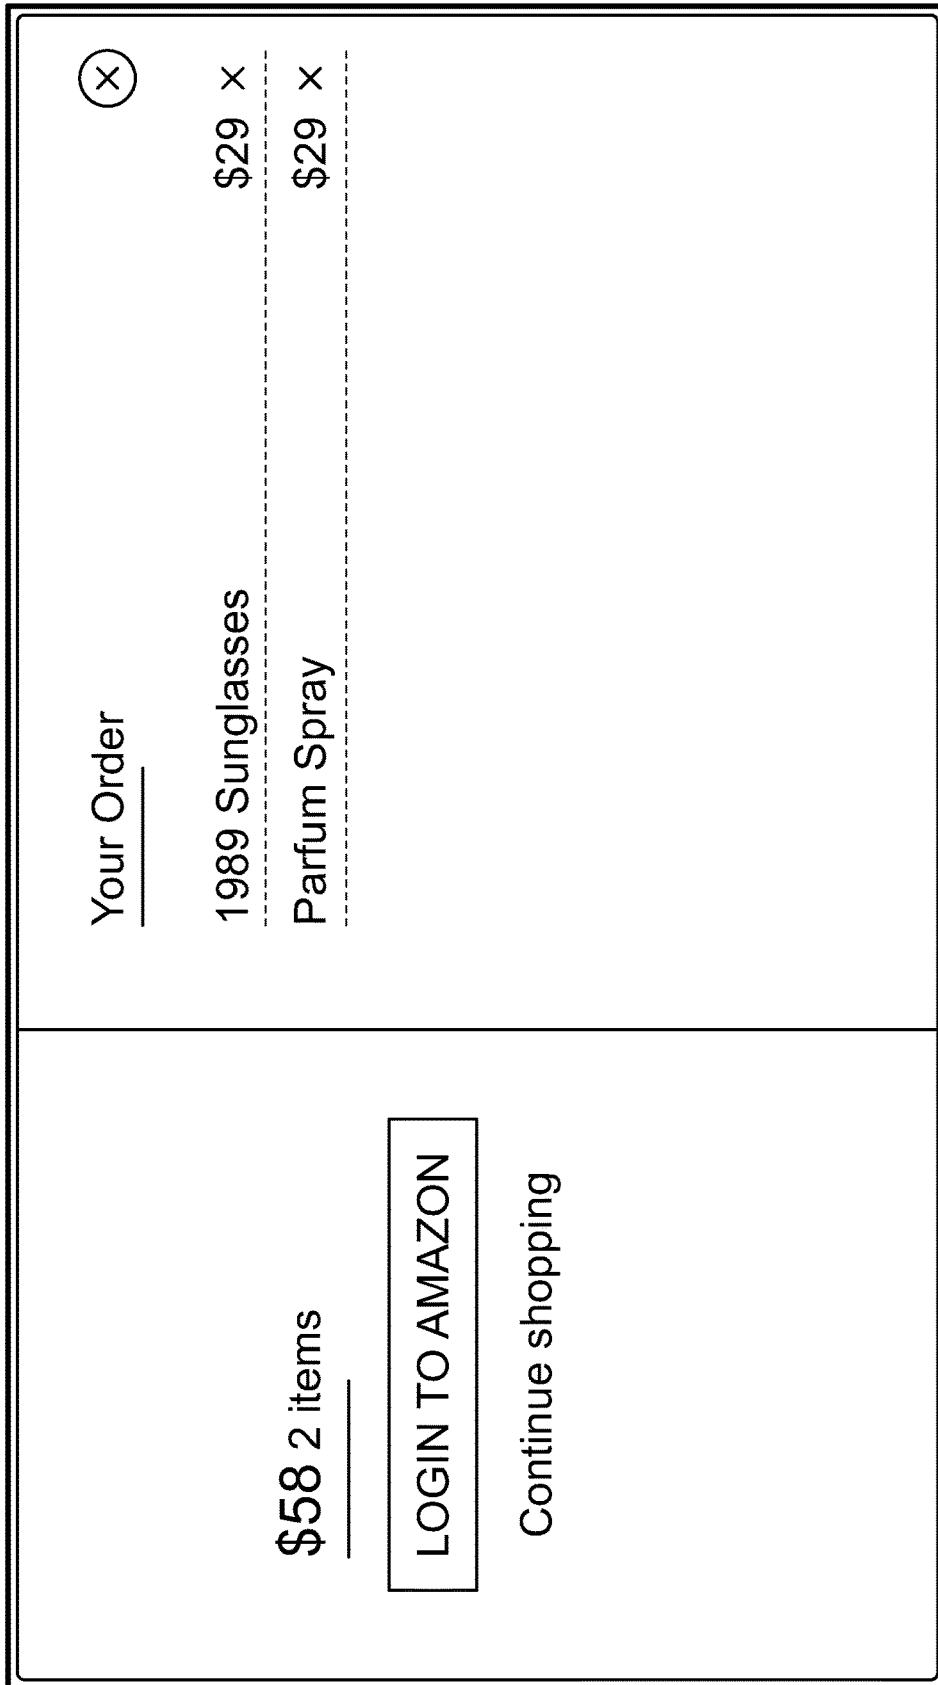 $58 2 items
LOGIN TO AMAZON
Continue shopping
Your Order
1989 Sunglasses $29 ×
Parfum Spray $29 ×